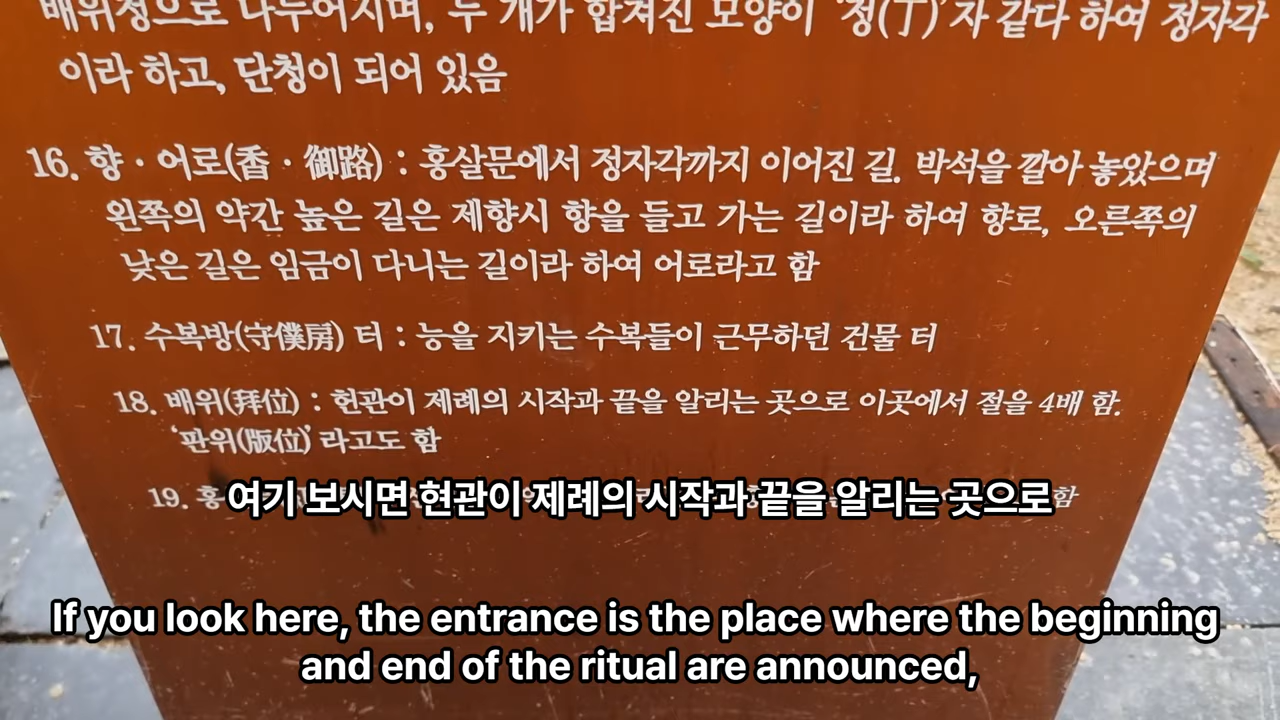 배위청으로 나누어지며, 두 개가 합쳐진 모양이 '정(丁)'자 같다 하여 정자각
이라 하고, 단청이 되어 있음
16. 향·어로(香·御路) : 홍살문에서 정자각까지 이어진 길. 박석을 깔아 놓았으며
왼쪽의 약간 높은 길은 제향시 향을 들고 가는 길이라 하여 향로, 오른쪽의
낮은 길은 임금이 다니는 길이라 하여 어로라고 함
17. 수복방(守僕房) 터 : 능을 지키는 수복들이 근무하던 건물 터
18. 배위(拜位) : 헌관이 제례의 시작과 끝을 알리는 곳으로 이곳에서 절을 4배 함.
'판위(版位)' 라고도 함
19. 홍 함
여기 보시면 현관이 제례의 시작과 끝을 알리는 곳으로
If you look here, the entrance is the place where the beginning
and end of the ritual are announced,